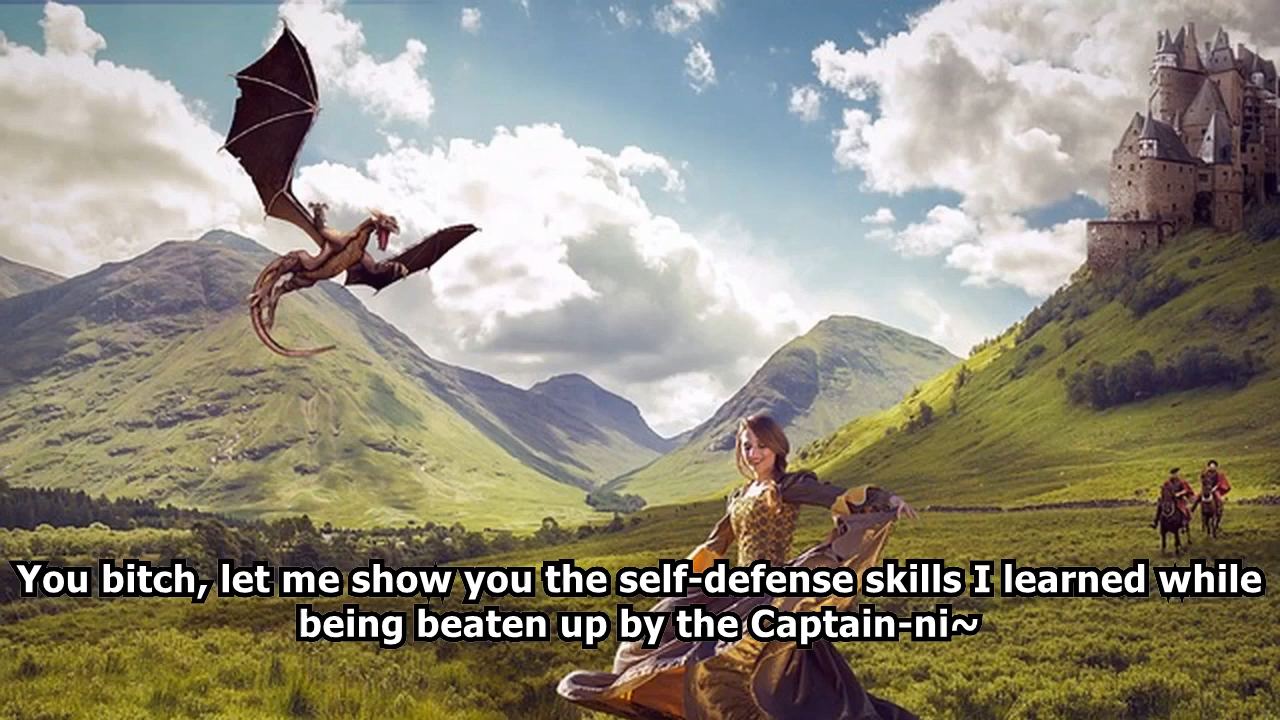 You bitch, let me show you the self-defense skills I learned while
being beaten up by the Captain-ni~